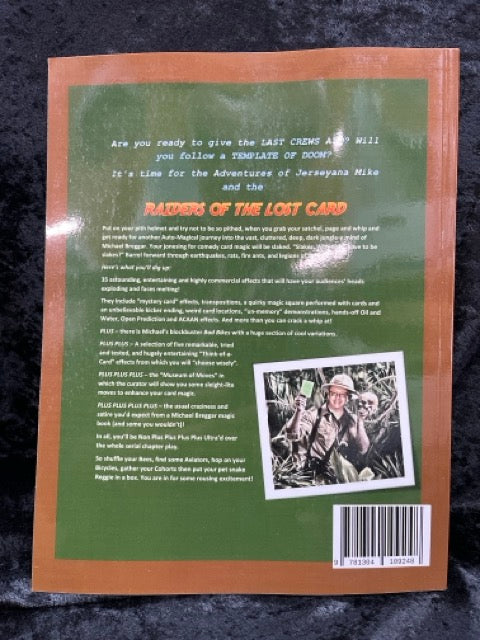 Are you ready to give the LAST CREWS Will
you follow a TEMPLATE OF DOOM?
It's time for the Adventures of Jerseyana Mike
and the
RAIDERS OF THE LOST CARD
Put on your pith helmet and try not to be so pithed, when you grab your satchel, page and whip and
get ready for another Auto-Magical journey into the vast, cluttered, deep, dark jungle-y mind of
Michael Breggar. Your jonesing for comedy card magic will be slaked. "Slakes, to be
slakes!" Barrel forward through earthquakes, rats, fire ants, and legions
Here's what you'll dig up:
35 astounding, entertaining and highly commercial effects that will have your audiences' heads
exploding and faces melting!
They include "mystery card" effects, transpositions, a quirky magic square performed with cards and
an unbelievable kicker ending, weird card locations, "us-memory" demonstrations, hands-off Oil and
Water, Open Prediction and ACAAN effects. And more than you can crack a whip at!
PLUS – there is Michael's blockbuster Bad Bikes with a huge section of cool variations.
PLUS PLUS – A selection of five remarkable, tried
and tested, and hugely entertaining "Think-of-a-
Card" effects from which you will "choose wisely".
PLUS PLUS PLUS – the "Museum of Moves" in
which the curator will show you some sleight-lite
moves to enhance your card magic.
PLUS PLUS PLUS PLUS – the usual craziness and
satire you'd expect from a Michael Breggar magic
book (and some you wouldn't)!
In all, you'll be Non Plus Plus Plus Plus Ultra'd over
the whole serial chapter play.
So shuffle your Bees, find some Aviators, hop on your
Bicycles, gather your Cohorts then put your pet snake
Reggie in a box. You are in for some rousing excitement!
9 781304 109248